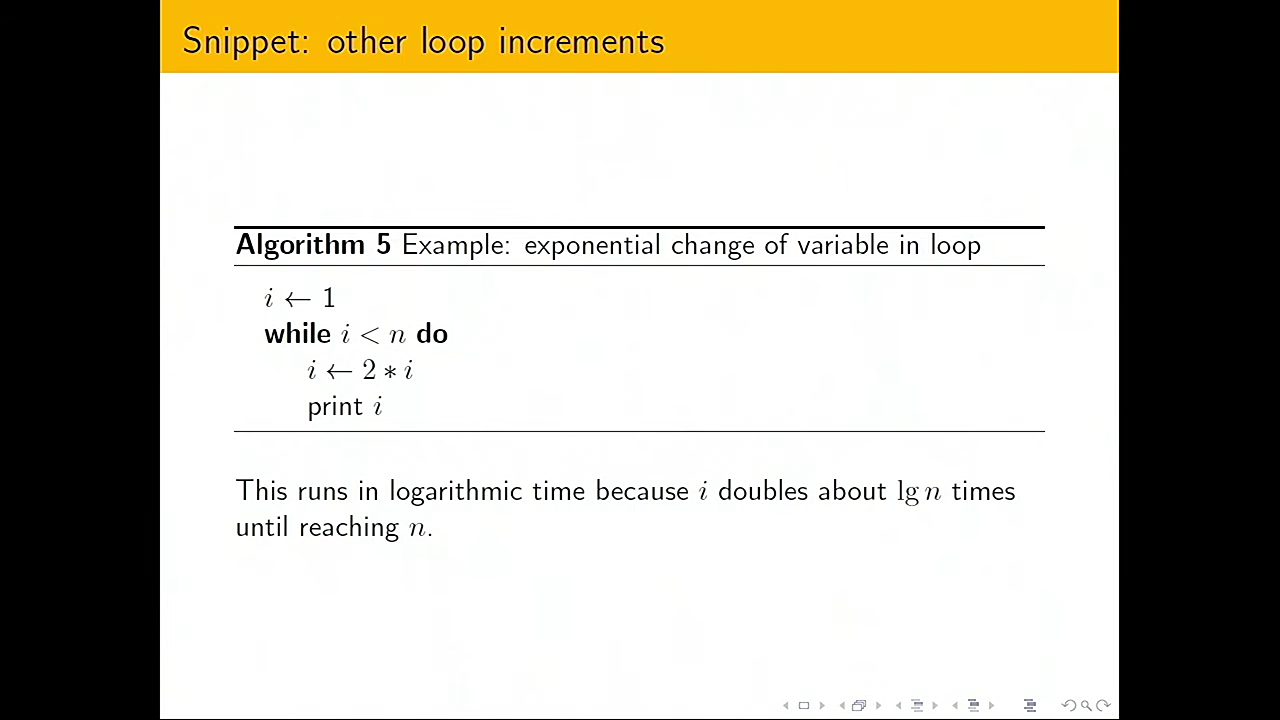 Snippet: other loop increments
Algorithm 5 Example: exponential change of variable in loop
i ← 1
while i < n do
i ← 2 ∗ i
print i
This runs in logarithmic time because i doubles about lg n times
until reaching n.